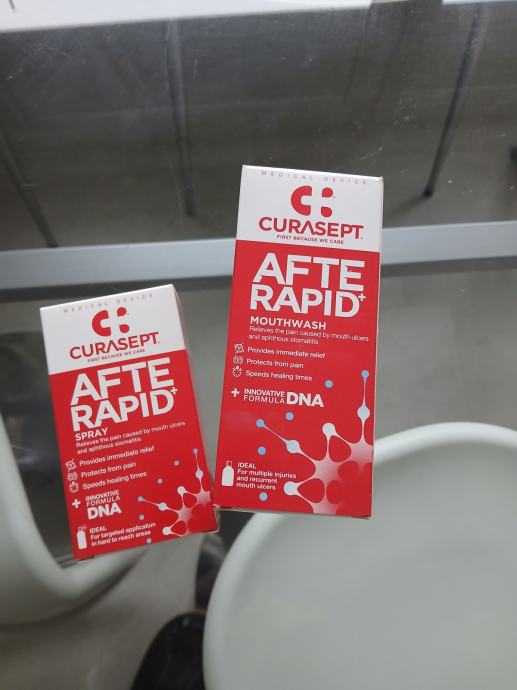 MEDICAL DEVICE
CURASEPT
FIRST BECAUSE WE CARE
AFTE
RAPID+
SPRAY
Relieves the pain caused by mouth ulcers
and aphthous stomatitis
Provides immediate relief
Protects from pain
Speeds healing times
+ INNOVATIVE
FORMULA
DNA
IDEAL
For targeted application
in hard to reach areas
MEDICAL DEVICE
CURASEPT
FIRST BECAUSE WE CARE
AFTE
RAPID+
MOUTHWASH
Relieves the pain caused by mouth ulcers
and aphthous stomatitis
Provides immediate relief
Protects from pain
Speeds healing times
+ INNOVATIVE
FORMULA DNA
IDEAL
For multiple injuries
and recurrent
mouth ulcers